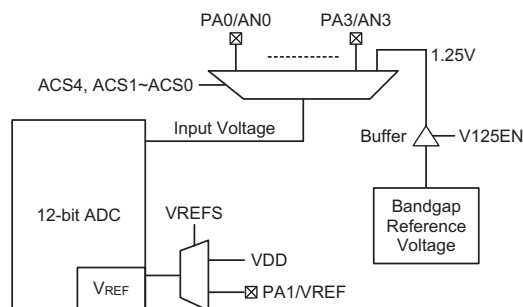 PA0/AN0
PA3/AN3
1.25V
ACS4, ACS1~ACS0
Input Voltage
Buffer
V125EN
12-bit ADC
VREFS
Bandgap
Reference
Voltage
VDD
VREF
PA1/VREF